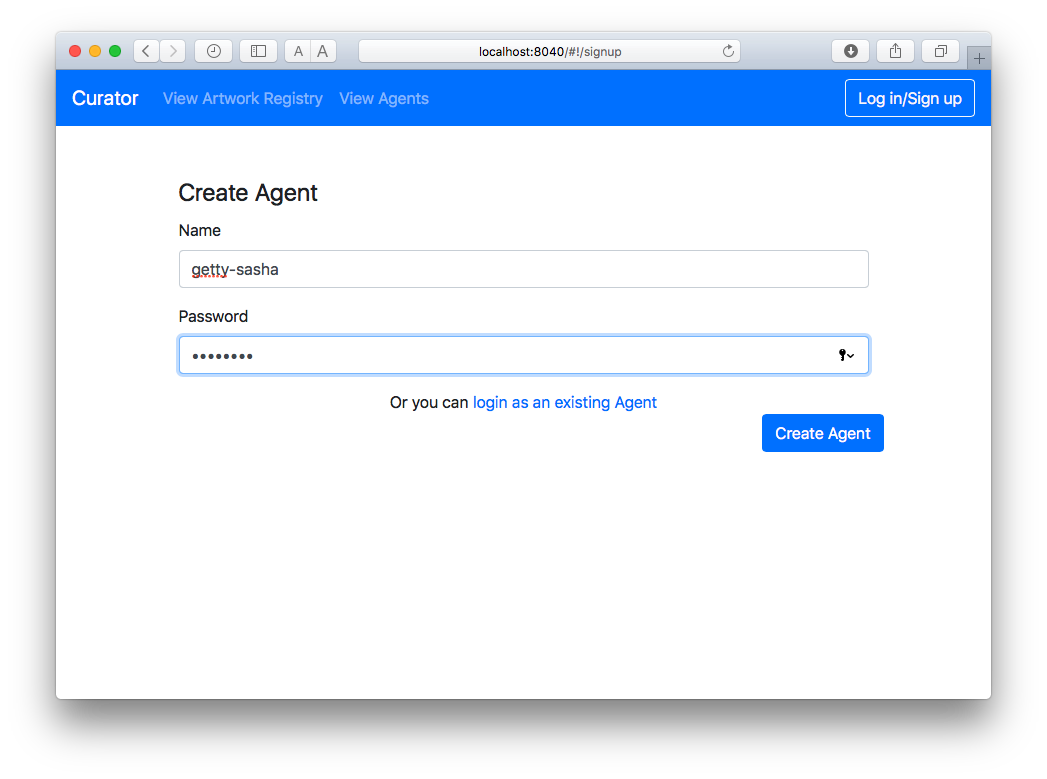 A A localhost:8040/#!/signup
Curator View Artwork Registry View Agents Log in/Sign up
Create Agent
Name
getty-sasha
Password
••••••••
Or you can login as an existing Agent
Create Agent